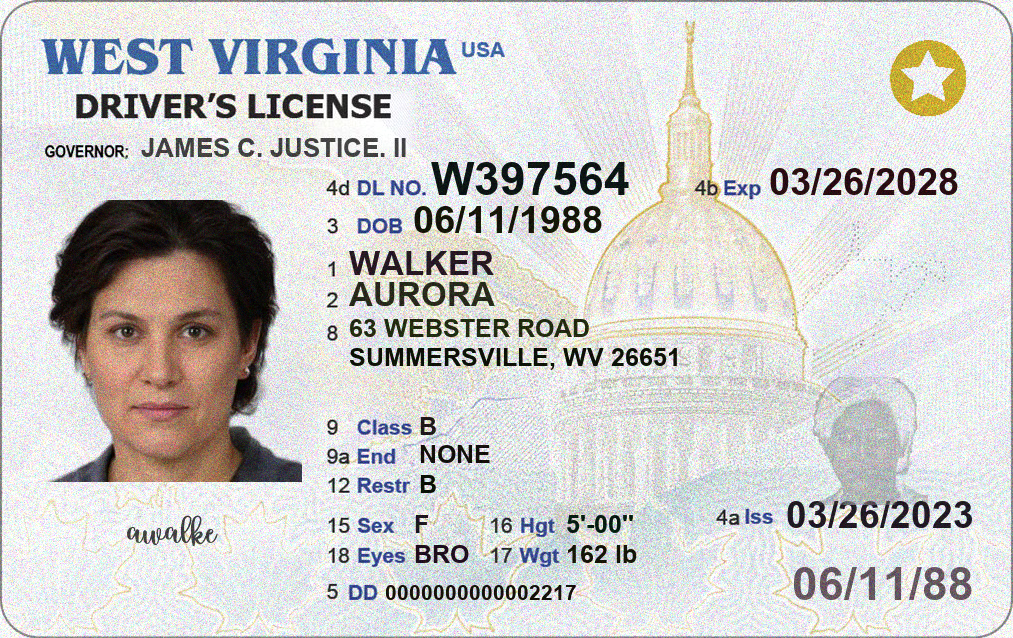 WEST VIRGINIA USA
DRIVER'S LICENSE
GOVERNOR: JAMES C. JUSTICE. II
4d DL NO. W397564 4b Exp 03/26/2028
3 DOB 06/11/1988
1 WALKER
2 AURORA
8 63 WEBSTER ROAD
SUMMERSVILLE, WV 26651
9 Class B
9a End NONE
12 Restr B
15 Sex F 16 Hgt 5'-00" 4a Iss 03/26/2023
awalke
18 Eyes BRO 17 Wgt 162 lb
06/11/88
5 DD 0000000000002217